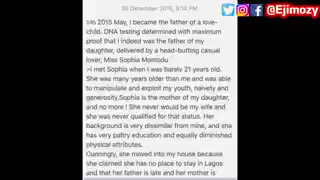 @Ejimozy
20 December 2015, 9:14 PM
>In 2015 May, I became the father of a love-
child. DNA testing determined with maximum
proof that i indeed was the father of my
daughter, delivered by a head-butting casual
lover, Miss Sophia Momodu
>I met Sophia when I was barely 21 years old.
She was many years older than me and was
able to manipulate and exploit my youth,
naivety and generosity.Sophia is the mother of my
daughter, and no more ! She never would be my wife and
she was never qualified for that status. Her
background is very dissimilar from mine, and she
has very paltry education and equally diminished
physical attributes.
Cunningly, she moved into my house because
she claimed she has no place to stay in Lagos
and that her father is late and her mother is